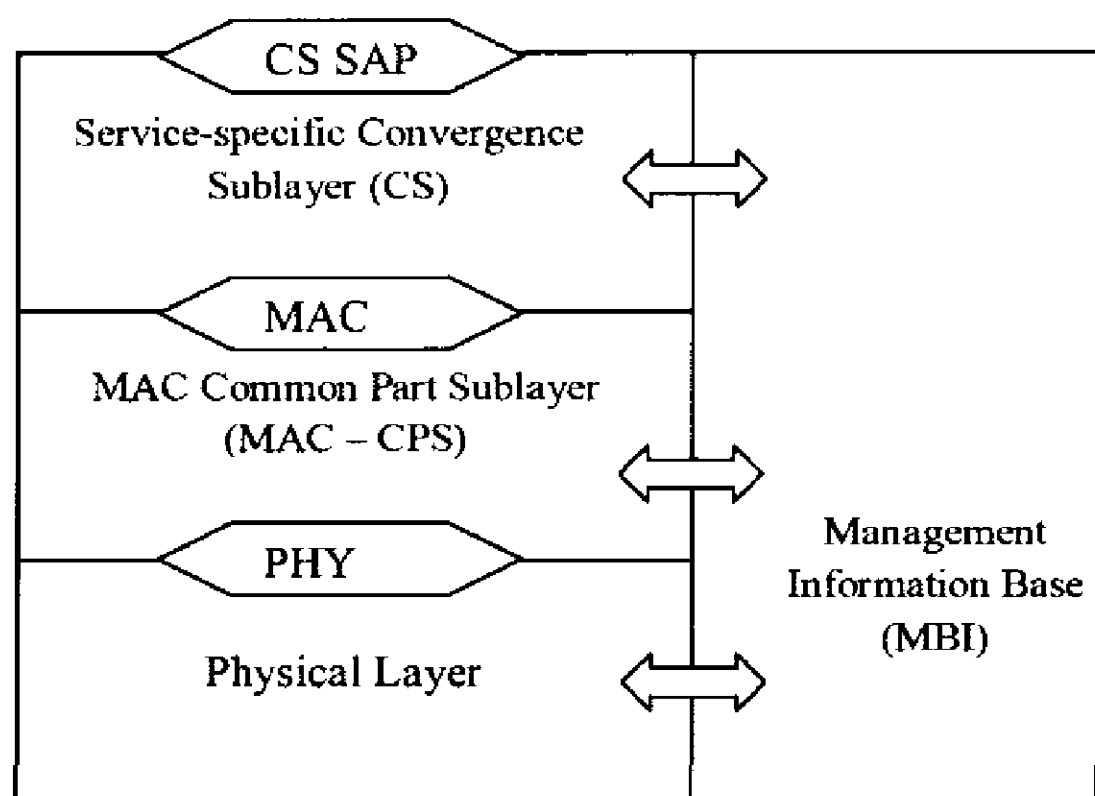 CS SAP
Service-specific Convergence
Sublayer (CS)
MAC
MAC Common Part Sublayer
(MAC – CPS)
PHY
Physical Layer
Management
Information Base
(MBI)